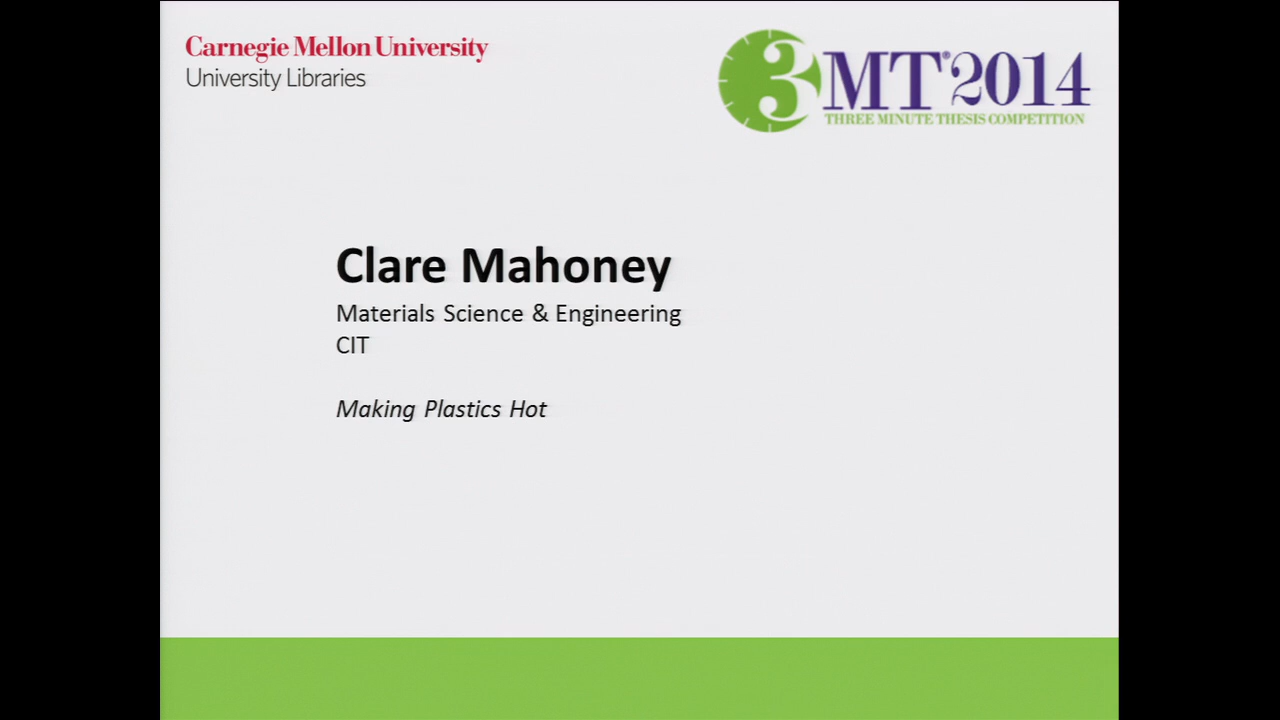 Carnegie Mellon University
University Libraries
3MT®2014
THREE MINUTE THESIS COMPETITION
Clare Mahoney
Materials Science & Engineering
CIT
Making Plastics Hot